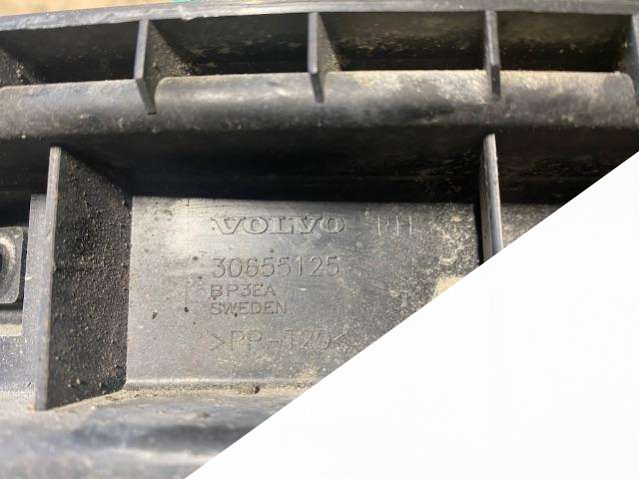 VOLVO RH
30655125
BP3EA
SWEDEN
>PP-T20<